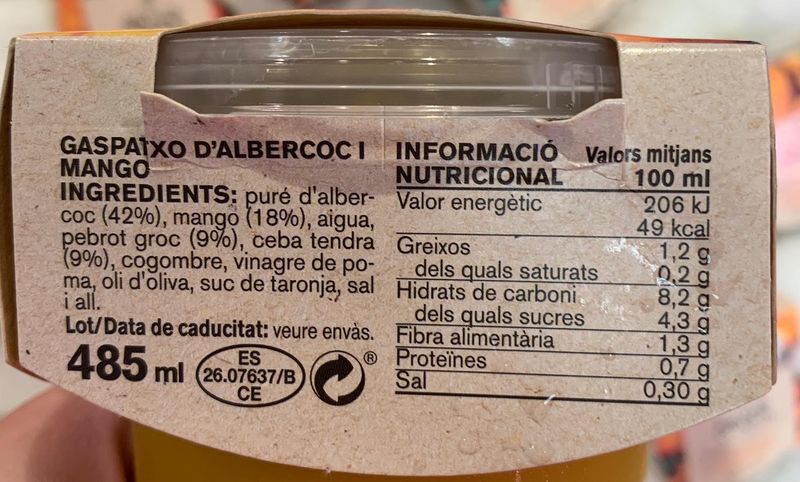 GASPATXO D'ALBERCOC I
MANGO
INGREDIENTS: puré d'alber-
coc (42%), mango (18%), aigua,
pebrot groc (9%), ceba tendra
(9%), cogombre, vinagre de po-
ma, oli d'oliva, suc de taronja, sal
i all.
Lot/Data de caducitat: veure envàs.
485 ml
ES
26.07637/B
CE
®
INFORMACIÓ Valors mitjans
NUTRICIONAL 100 ml
Valor energètic 206 kJ
49 kcal
Greixos 1,2 g
dels quals saturats 0,2 g
Hidrats de carboni 8,2 g
dels quals sucres 4,3 g
Fibra alimentària 1,3 g
Proteïnes 0,7 g
Sal 0,30 g